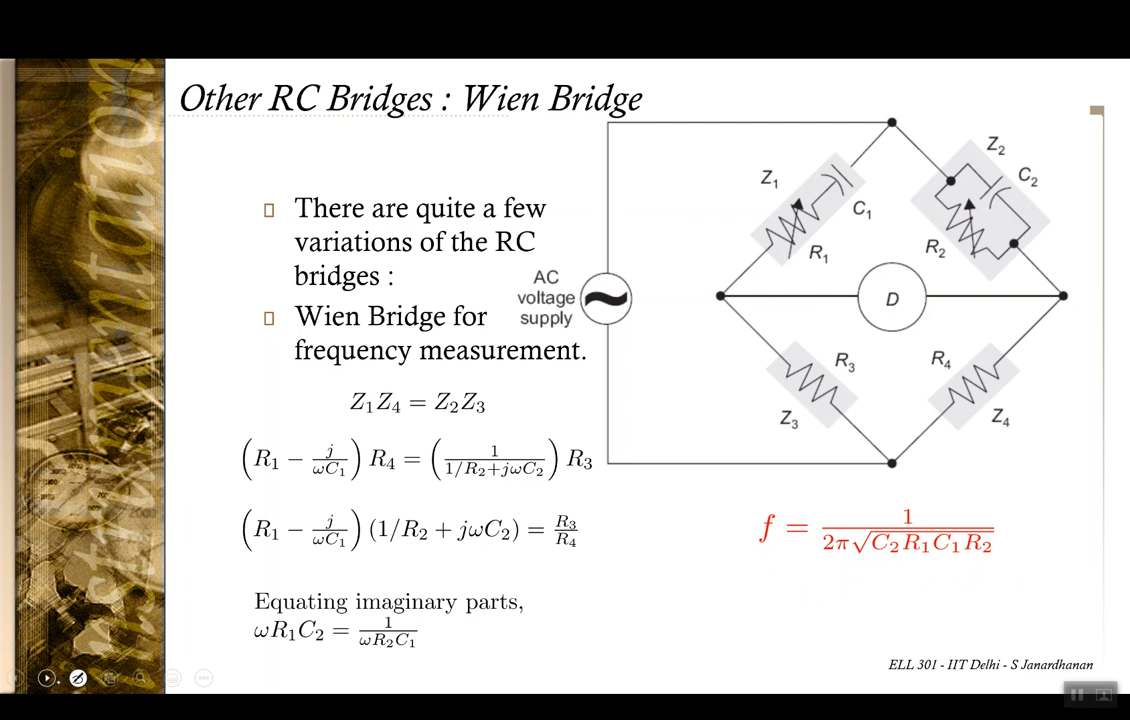 Other RC Bridges : Wien Bridge
There are quite a few
variations of the RC
bridges :
Wien Bridge for
frequency measurement.
Z₁Z₄ = Z₂Z₃
(R₁ − j/ωC₁) R₄ = (1/(1/R₂+jωC₂)) R₃
(R₁ − j/ωC₁) (1/R₂ + jωC₂) = R₃/R₄
Equating imaginary parts,
ωR₁C₂ = 1/ωR₂C₁
AC
voltage
supply
Z₁
C₁
R₁
Z₂
C₂
R₂
D
R₃
Z₃
R₄
Z₄
f = 1/(2π√(C₂R₁C₁R₂))
ELL 301 - IIT Delhi - S Janardhanan